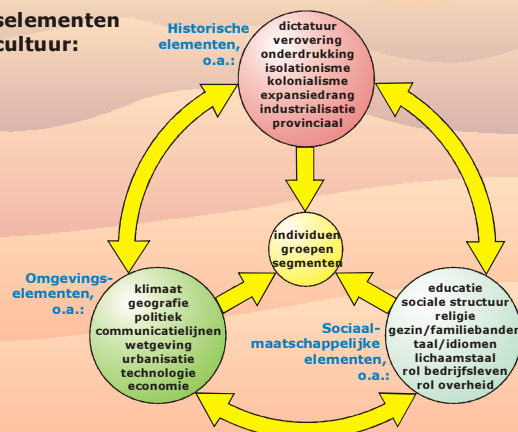 selementen
cultuur:
Historische
elementen,
o.a.:
dictatuur
verovering
onderdrukking
isolationisme
kolonialisme
expansiedrang
industrialisatie
provinciaal
individuen
groepen
segmenten
Omgevings-
elementen,
o.a.:
klimaat
geografie
politiek
communicatielijnen
wetgeving
urbanisatie
technologie
economie
Sociaal-
maatschappelijke
elementen,
o.a.:
educatie
sociale structuur
religie
gezin/familiebanden
taal/idiomen
lichaamstaal
rol bedrijfsleven
rol overheid